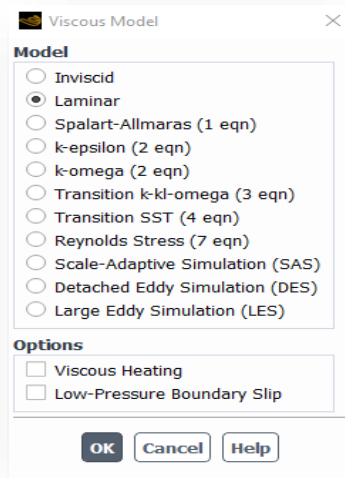 Viscous Model
Model
Inviscid
Laminar
Spalart-Allmaras (1 eqn)
k-epsilon (2 eqn)
k-omega (2 eqn)
Transition k-kl-omega (3 eqn)
Transition SST (4 eqn)
Reynolds Stress (7 eqn)
Scale-Adaptive Simulation (SAS)
Detached Eddy Simulation (DES)
Large Eddy Simulation (LES)
Options
Viscous Heating
Low-Pressure Boundary Slip
OK Cancel Help